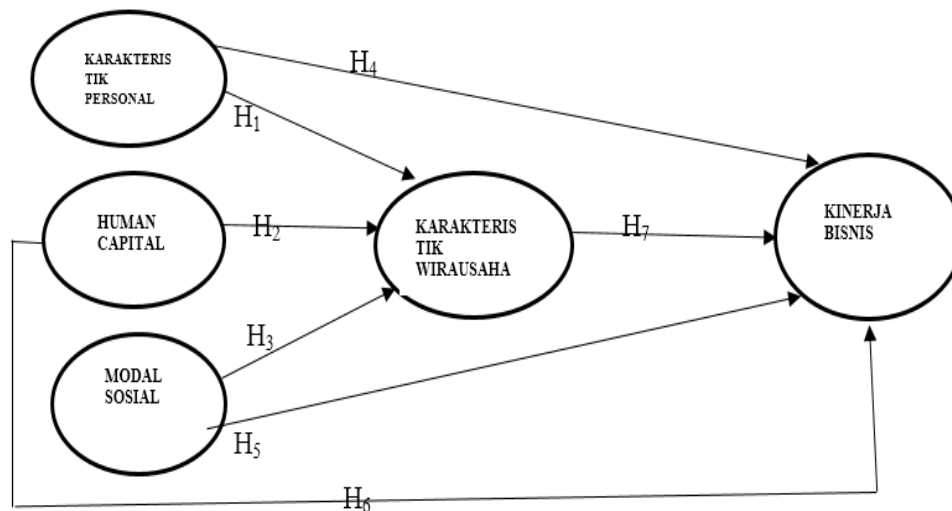 KARAKTERIS
TIK
PERSONAL
H₄
H₁
HUMAN
CAPITAL
H₂
KARAKTERIS
TIK
WIRAUSAHA
H₇
KINERJA
BISNIS
H₃
MODAL
SOSIAL
H₅
H₆